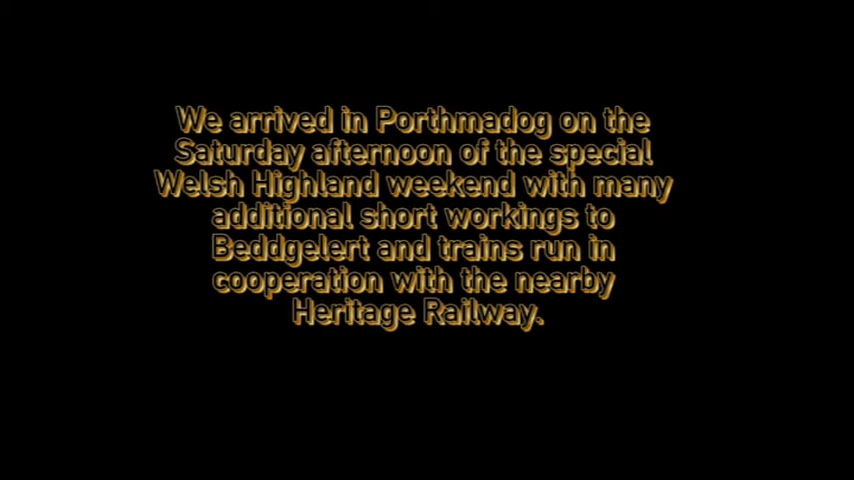 We arrived in Porthmadog on the
Saturday afternoon of the special
Welsh Highland weekend with many
additional short workings to
Beddgelert and trains run in
cooperation with the nearby
Heritage Railway.